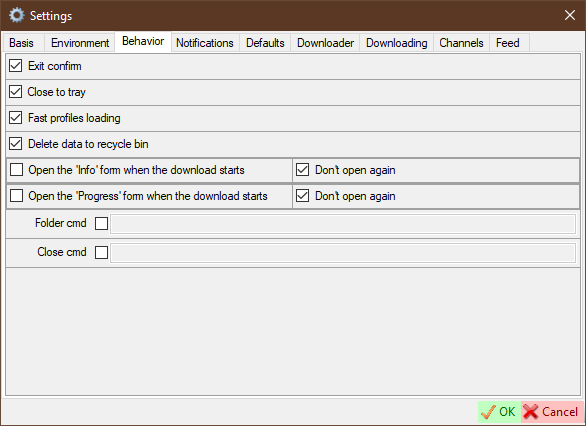 Settings
Basis Environment Behavior Notifications Defaults Downloader Downloading Channels Feed
Exit confirm
Close to tray
Fast profiles loading
Delete data to recycle bin
Open the 'Info' form when the download starts Don't open again
Open the 'Progress' form when the download starts Don't open again
Folder cmd
Close cmd
OK Cancel